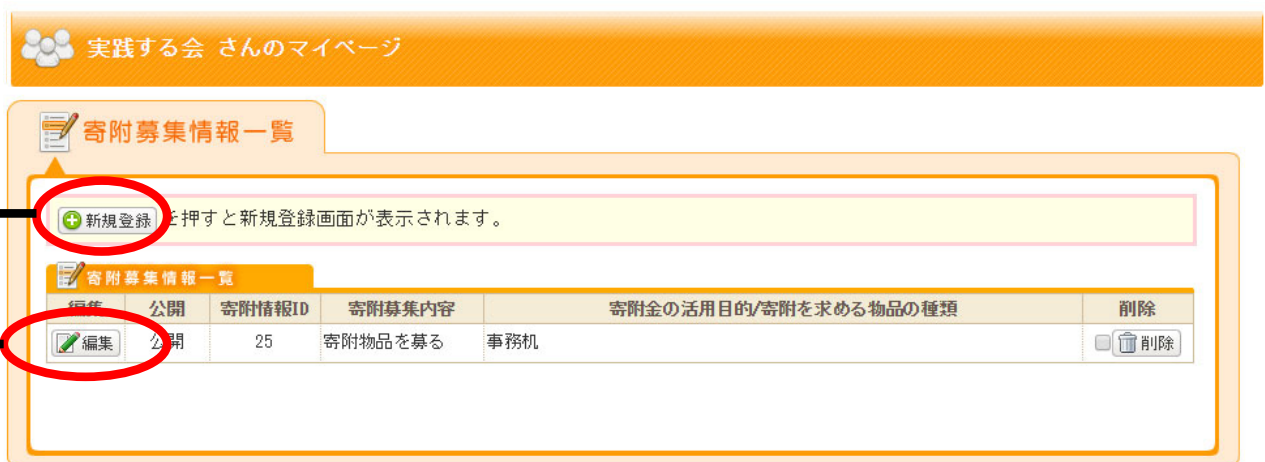 実践する会 さんのマイページ
寄附募集情報一覧
新規登録 を押すと新規登録画面が表示されます。
寄附募集情報一覧
編集 公開 寄附情報ID 寄附募集内容 寄附金の活用目的/寄附を求める物品の種類 削除
編集 公開 25 寄附物品を募る 事務机 削除